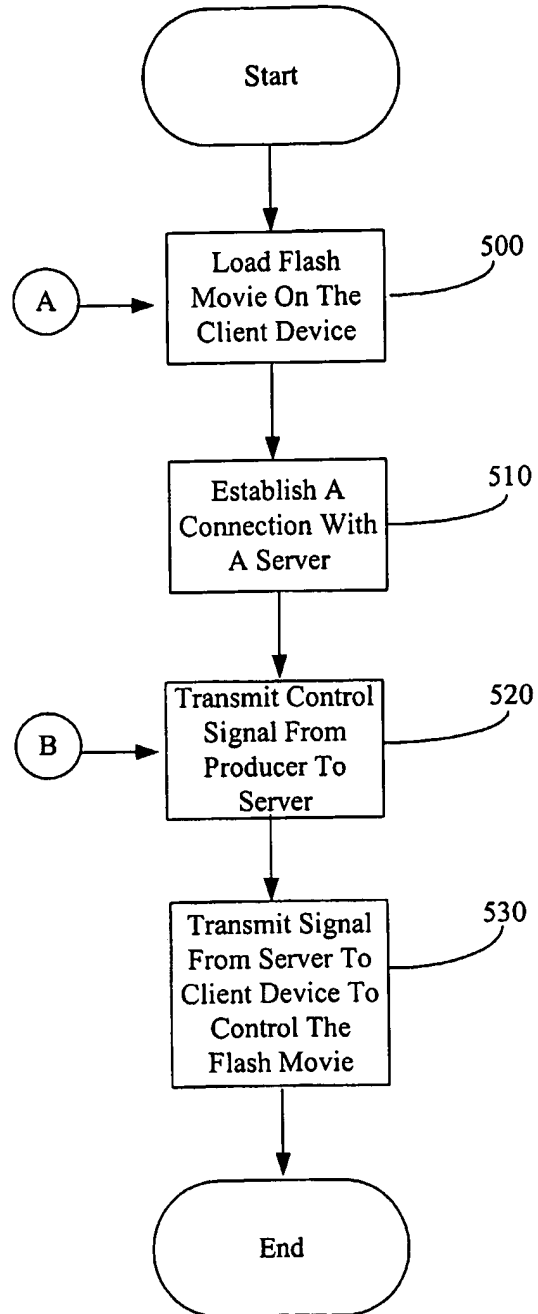 Start
Load Flash
Movie On The
Client Device
500
A
Establish A
Connection With
A Server
510
Transmit Control
Signal From
Producer To
Server
520
B
Transmit Signal
From Server To
Client Device To
Control The
Flash Movie
530
End